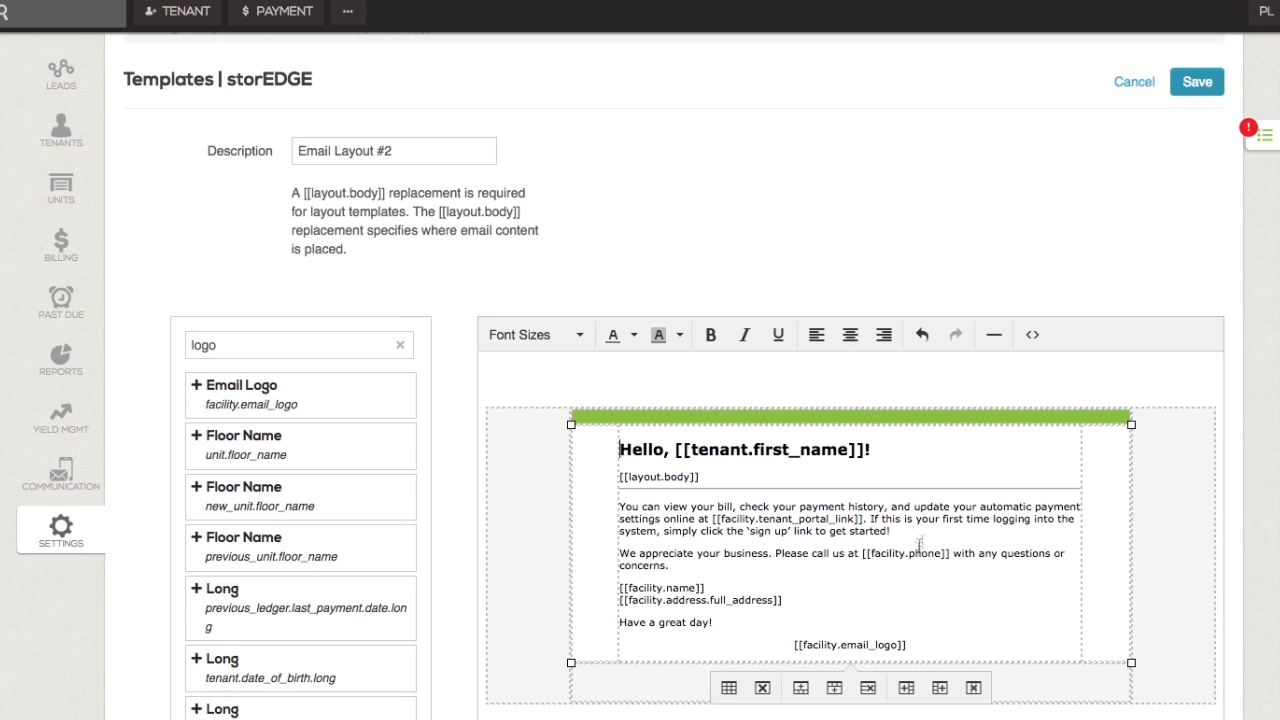 TENANT
$ PAYMENT
PL
Templates | storEDGE
Cancel
Save
LEADS
TENANTS
UNITS
BILLING
PAST DUE
REPORTS
YIELD MGMT
COMMUNICATION
SETTINGS
Description
Email Layout #2
A [[layout.body]] replacement is required
for layout templates. The [[layout.body]]
replacement specifies where email content
is placed.
logo
+ Email Logo
facility.email_logo
+ Floor Name
unit.floor_name
+ Floor Name
new_unit.floor_name
+ Floor Name
previous_unit.floor_name
+ Long
previous_ledger.last_payment.date.lon
g
+ Long
tenant.date_of_birth.long
+ Long
Font Sizes
A
A
B
I
U
Hello, [[tenant.first_name]]!
[[layout.body]]
You can view your bill, check your payment history, and update your automatic payment
settings online at [[facility.tenant_portal_link]]. If this is your first time logging into the
system, simply click the ‘sign up’ link to get started!
We appreciate your business. Please call us at [[facility.phone]] with any questions or
concerns.
[[facility.name]]
[[facility.address.full_address]]
Have a great day!
[[facility.email_logo]]